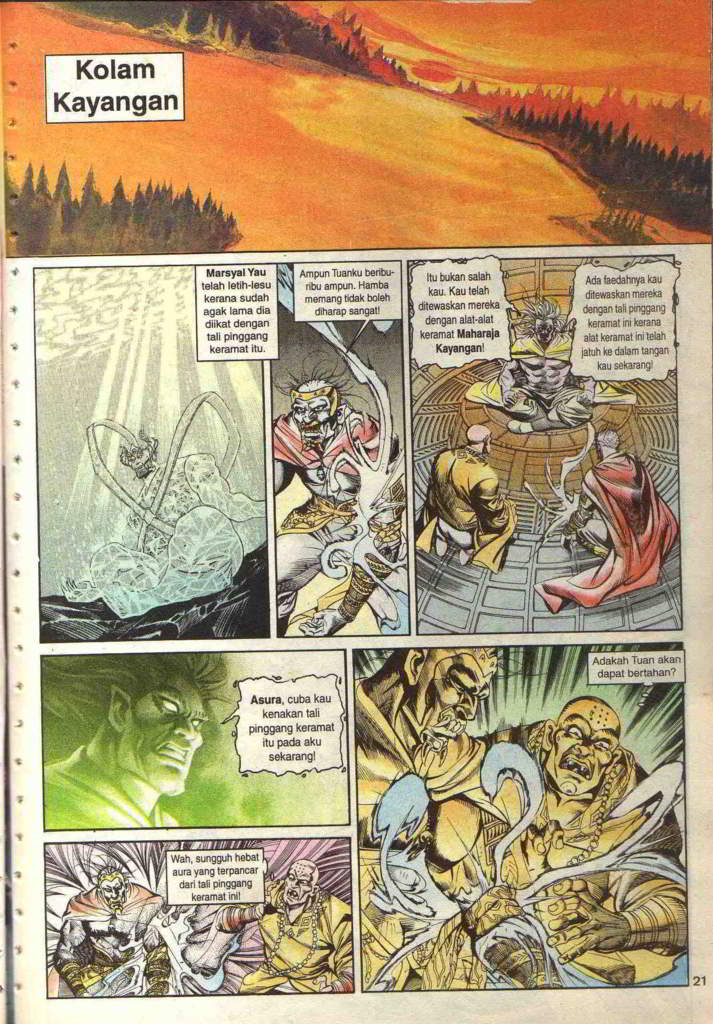 Kolam
Kayangan
Marsyal Yau
telah letih-lesu
kerana sudah
agak lama dia
diikat dengan
tali pinggang
keramat itu.
Ampun Tuanku beribu-
ribu ampun. Hamba
memang tidak boleh
diharap sangat!
Itu bukan salah
kau. Kau telah
ditewaskan mereka
dengan alat-alat
keramat Maharaja
Kayangan!
Ada faedahnya kau
ditewaskan mereka
dengan tali pinggang
keramat ini kerana
alat keramat ini telah
jatuh ke dalam tangan
kau sekarang!
Asura, cuba kau
kenakan tali
pinggang keramat
itu pada aku
sekarang!
Adakah Tuan akan
dapat bertahan?
Wah, sungguh hebat
aura yang terpancar
dari tali pinggang
keramat ini!
21